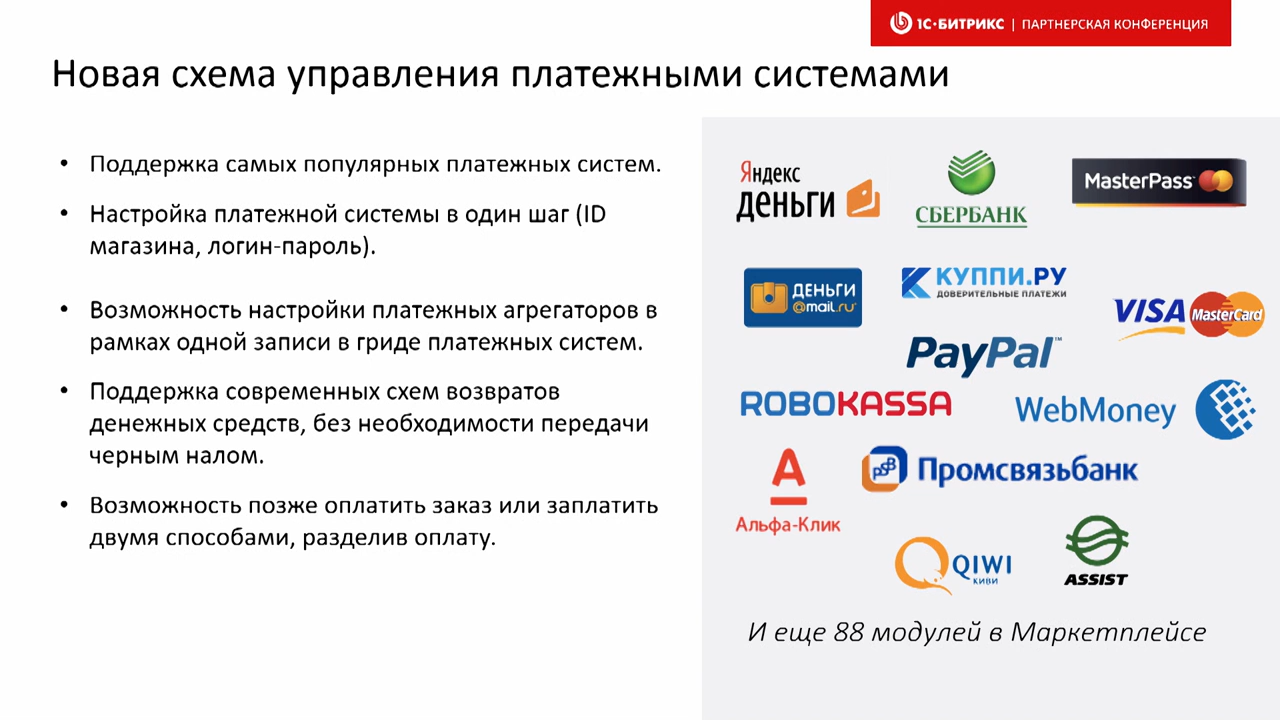 1С-БИТРИКС | ПАРТНЕРСКАЯ КОНФЕРЕНЦИЯ
Новая схема управления платежными системами
• Поддержка самых популярных платежных систем.
• Настройка платежной системы в один шаг (ID
магазина, логин-пароль).
• Возможность настройки платежных агрегаторов в
рамках одной записи в гриде платежных систем.
• Поддержка современных схем возвратов
денежных средств, без необходимости передачи
черным налом.
• Возможность позже оплатить заказ или заплатить
двумя способами, разделив оплату.
Яндекс
деньги
СБЕРБАНК
MasterPass
ДЕНЬГИ
@mail.ru
КУППИ.РУ
ДОВЕРИТЕЛЬНЫЕ ПЛАТЕЖИ
VISA
MasterCard
PayPal™
ROBOKASSA
WebMoney
А
Альфа-Клик
PSB
Промсвязьбанк
QIWI
КИВИ
ASSIST
И еще 88 модулей в Маркетплейсе